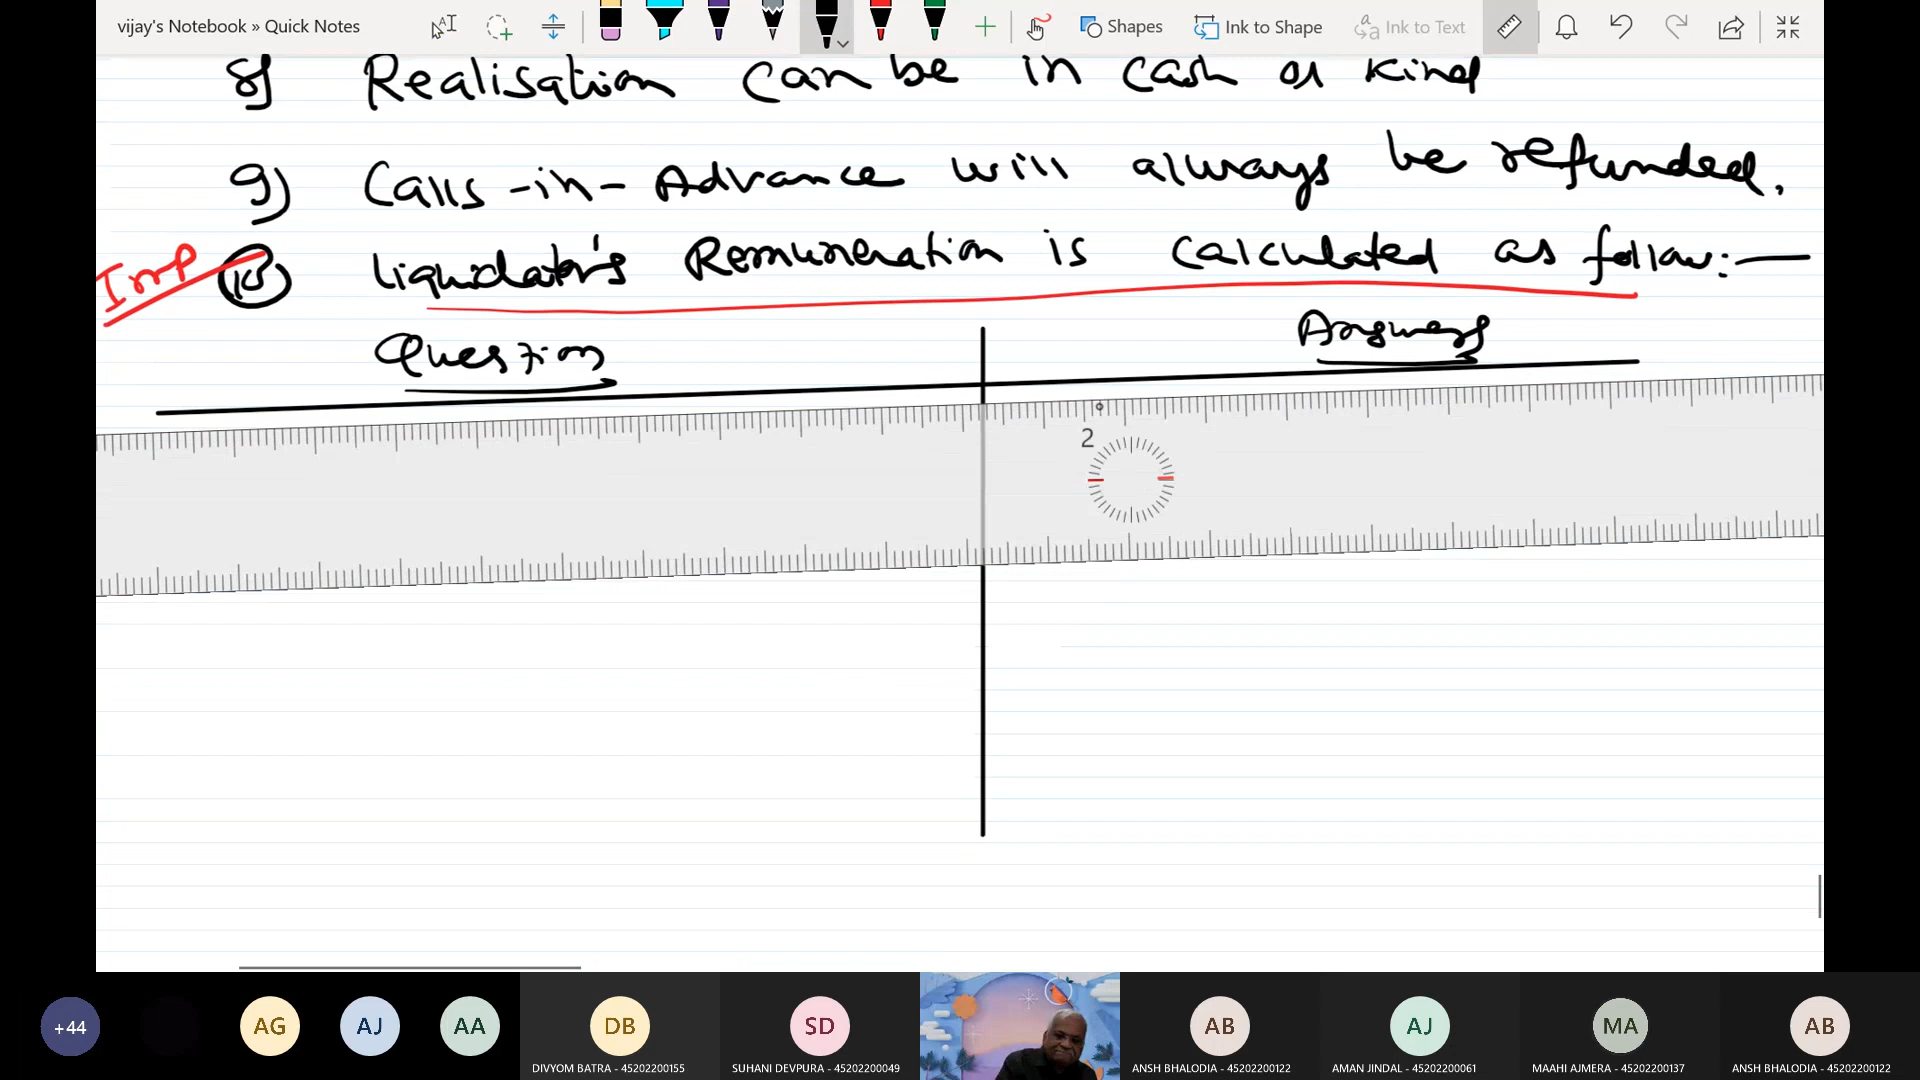 vijay's Notebook » Quick Notes
Shapes
Ink to Shape
Ink to Text
8) Realisation can be in cash or kind
9) Calls-in-Advance will always be refunded.
Imp 10 liquidator's Remuneration is calculated as follow:—
Question
Answer
2°
+44
AG
AJ
AA
DB
SD
AB
AJ
MA
AB
DIVYOM BATRA - 45202200155
SUHANI DEVPURA - 45202200049
ANSH BHALODIA - 45202200122
AMAN JINDAL - 45202200061
MAAHI AJMERA - 45202200137
ANSH BHALODIA - 45202200122